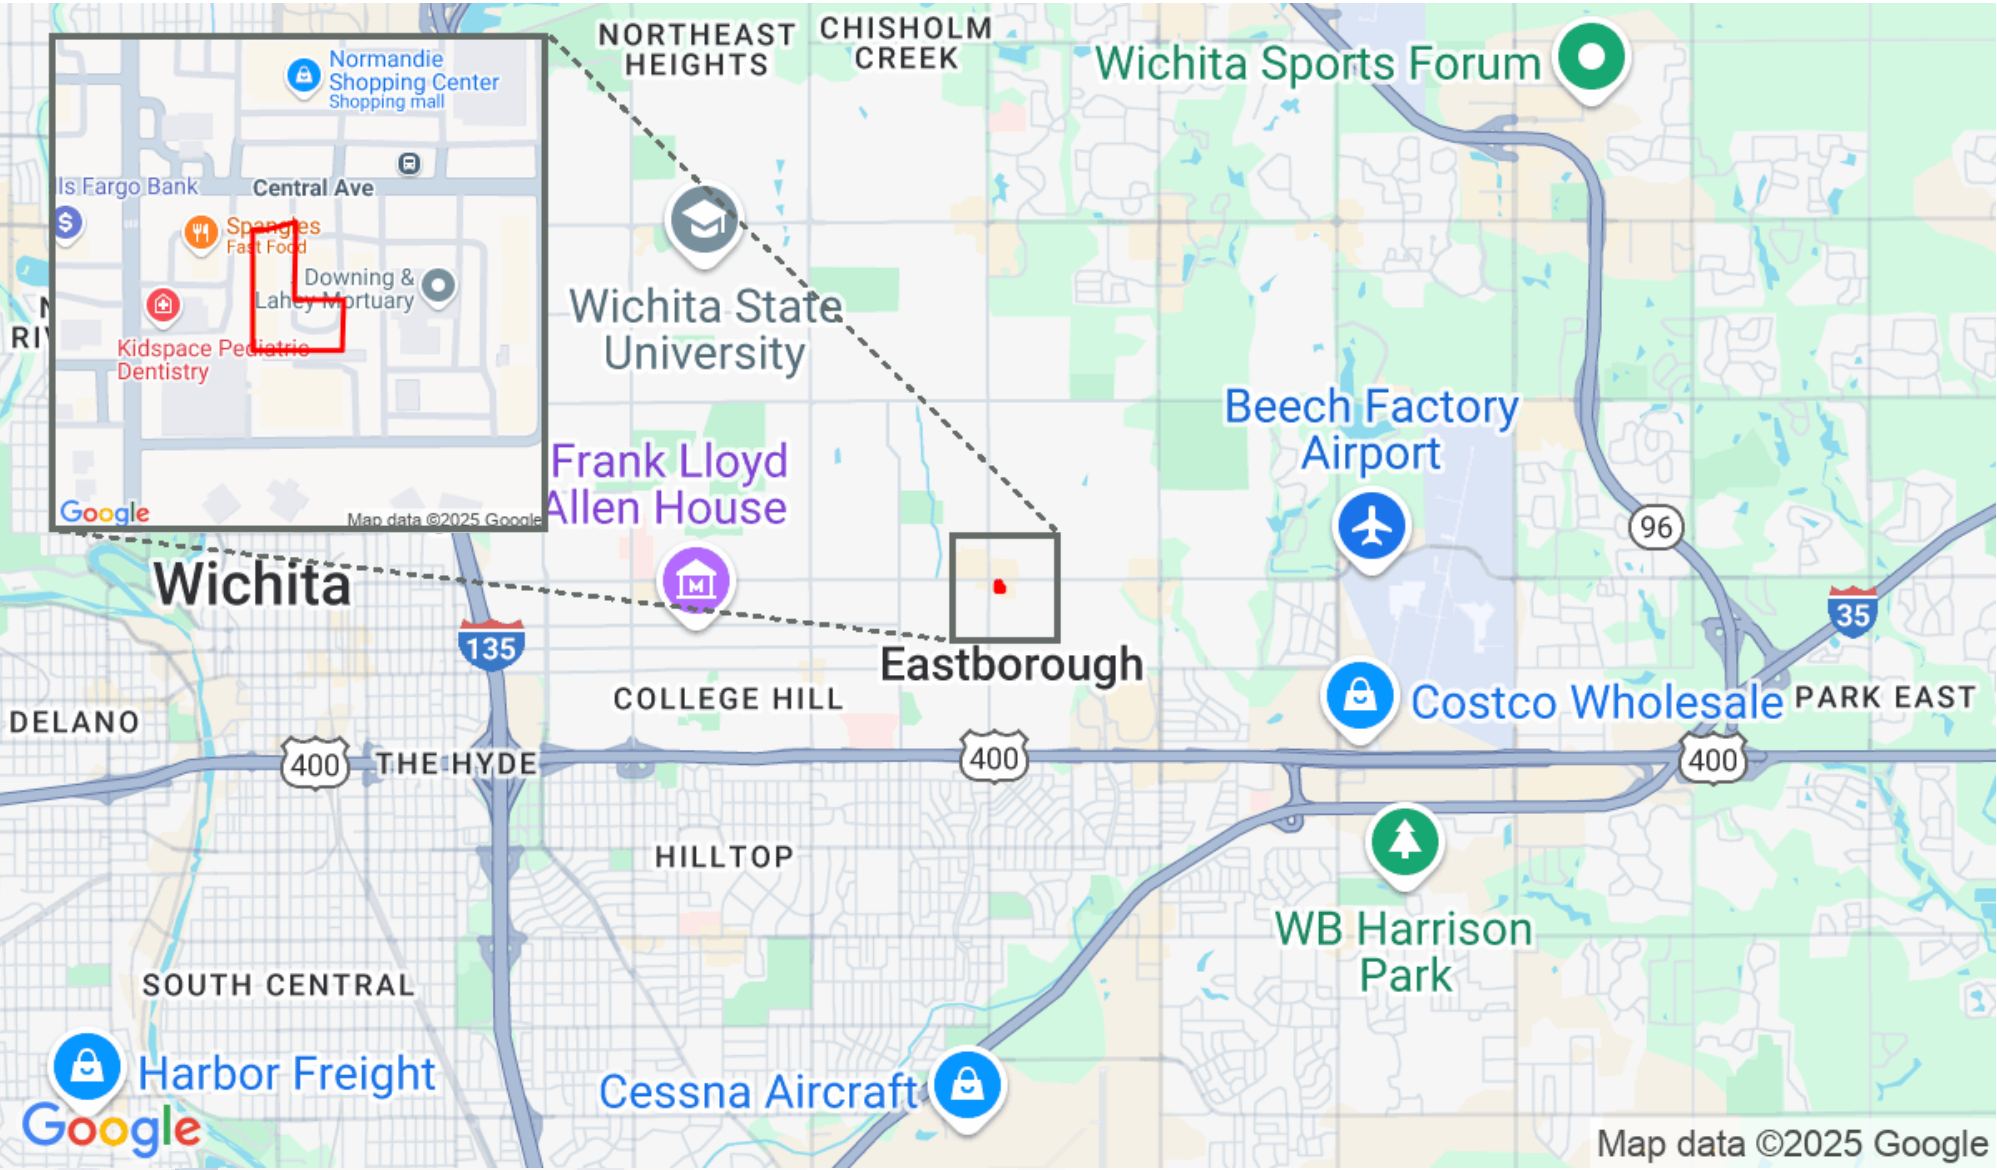 NORTHEAST
HEIGHTS
CHISHOLM
CREEK
Wichita Sports Forum
Normandie
Shopping Center
Shopping mall
ls Fargo Bank
Central Ave
Spangles
Fast Food
Downing &
Lahey Mortuary
Kidspace Pediatric
Dentistry
Google
Map data ©2025 Google
N
RIV
Wichita State
University
Beech Factory
Airport
Frank Lloyd
Allen House
96
Wichita
35
135
Eastborough
COLLEGE HILL
Costco Wholesale
PARK EAST
DELANO
400
THE HYDE
400
400
HILLTOP
WB Harrison
Park
SOUTH CENTRAL
Harbor Freight
Cessna Aircraft
Google
Map data ©2025 Google